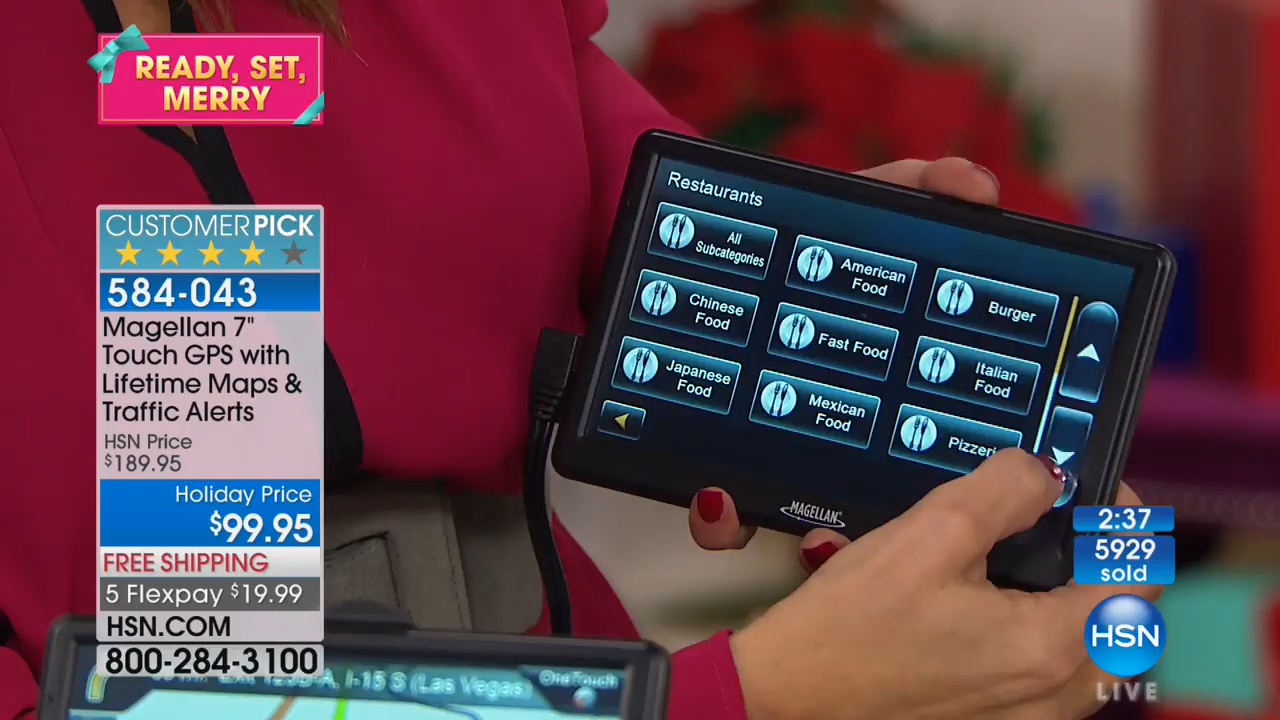 READY, SET,
MERRY
CUSTOMER PICK
584-043
Magellan 7"
Touch GPS with
Lifetime Maps &
Traffic Alerts
HSN Price
$189.95
Holiday Price
$99.95
FREE SHIPPING
5 Flexpay $19.99
HSN.COM
800-284-3100
Restaurants
All
Subcategories
American
Food
Burger
Chinese
Food
Fast Food
Italian
Food
Japanese
Food
Mexican
Food
Pizzeri
MAGELLAN
I-15 S (Las Vegas
OneTouch
2:37
5929
sold
HSN
LIVE